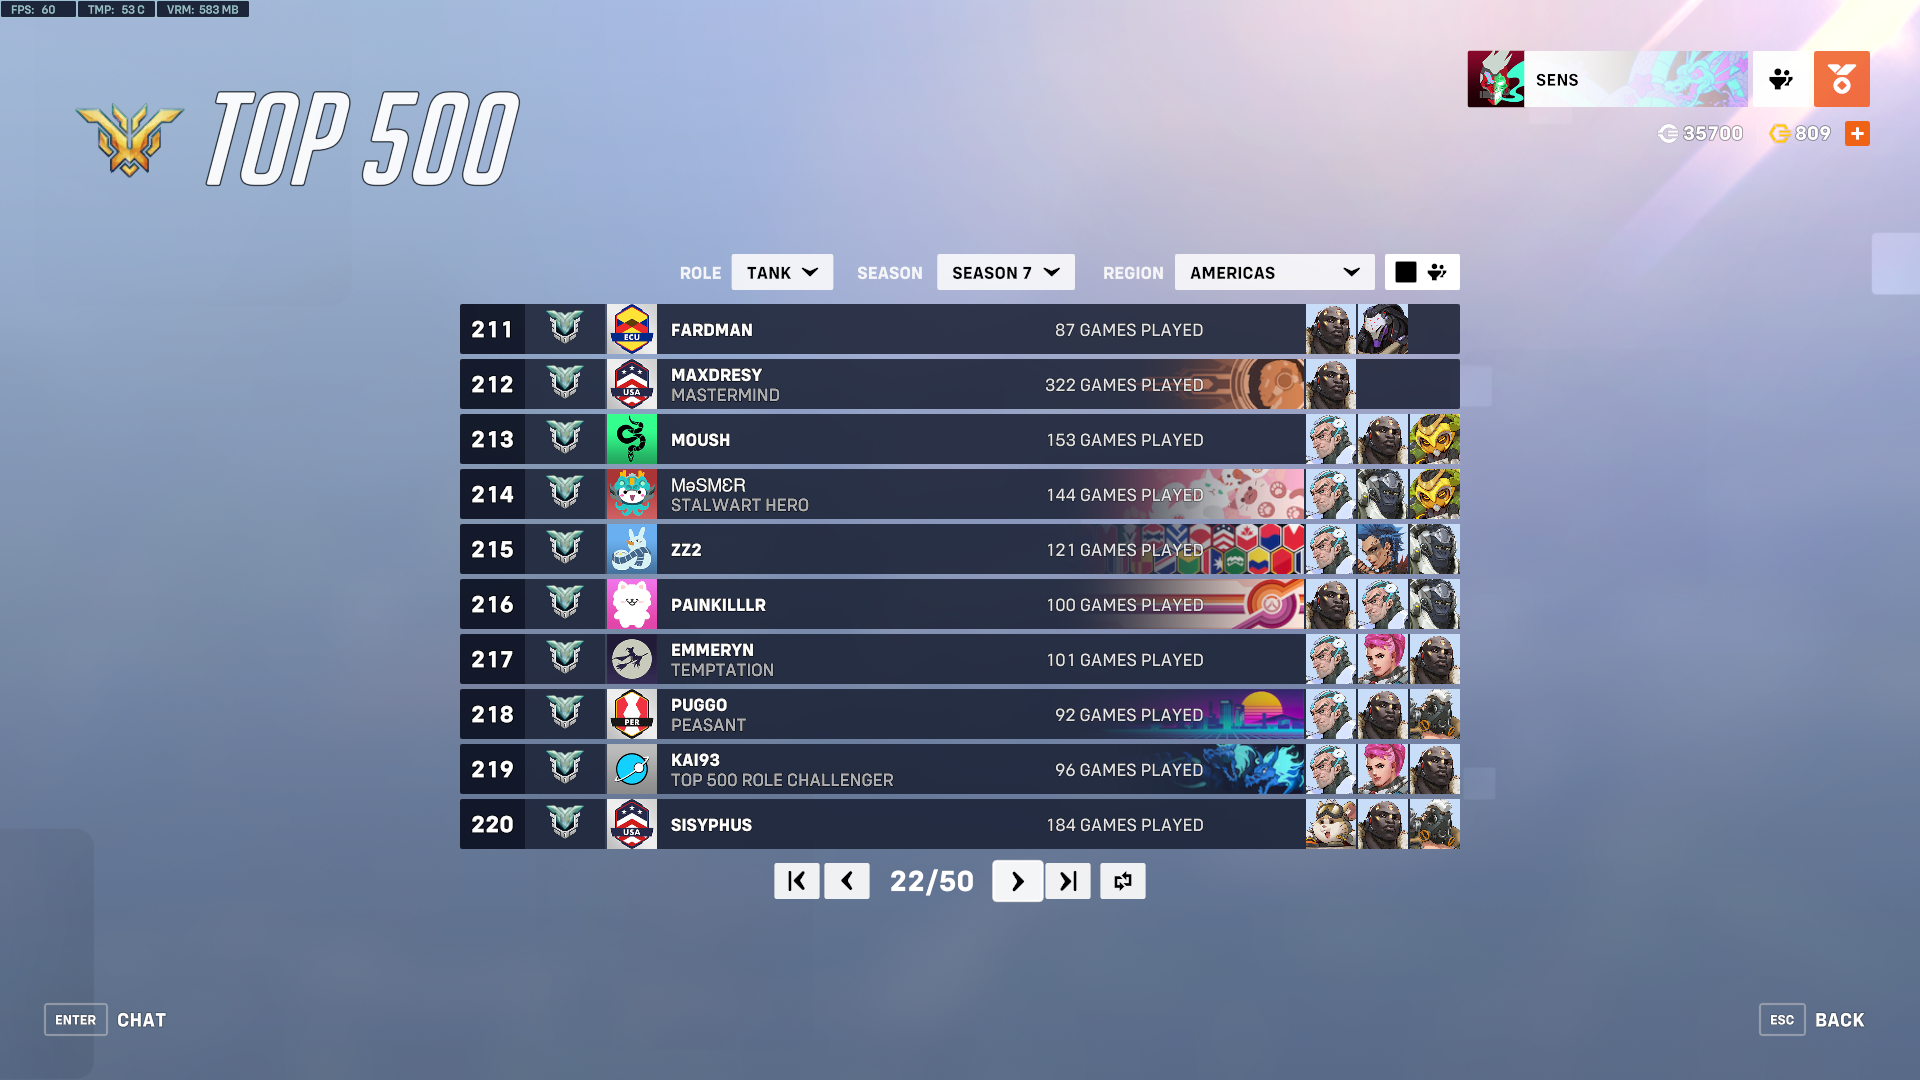 FPS: 60 TMP: 53 C VRM: 583 MB
TOP 500
SENS
35700 809
ROLE TANK SEASON SEASON 7 REGION AMERICAS
211 ECU FARDMAN 87 GAMES PLAYED
212 USA MAXDRESY 322 GAMES PLAYED
MASTERMIND
213 MOUSH 153 GAMES PLAYED
214 MəSMƐR 144 GAMES PLAYED
STALWART HERO
215 ZZ2 121 GAMES PLAYED
216 PAINKILLLR 100 GAMES PLAYED
217 EMMERYN 101 GAMES PLAYED
TEMPTATION
218 PER PUGGO 92 GAMES PLAYED
PEASANT
219 KAI93 96 GAMES PLAYED
TOP 500 ROLE CHALLENGER
220 USA SISYPHUS 184 GAMES PLAYED
22/50
ENTER CHAT
ESC BACK